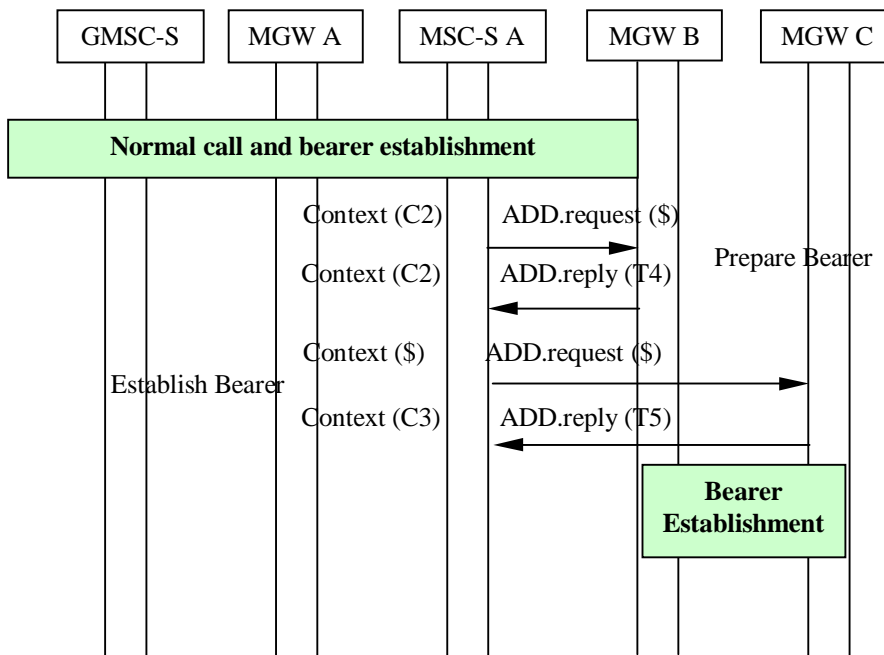 GMSC-S MGW A MSC-S A MGW B MGW C
Normal call and bearer establishment
Context (C2) ADD.request ($)
Prepare Bearer
Context (C2) ADD.reply (T4)
Context ($) ADD.request ($)
Establish Bearer
Context (C3) ADD.reply (T5)
Bearer
Establishment